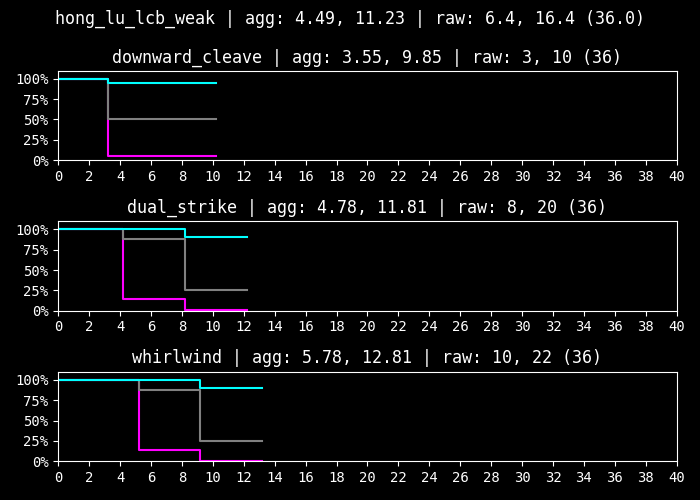 hong_lu_lcb_weak | agg: 4.49, 11.23 | raw: 6.4, 16.4 (36.0)
downward_cleave | agg: 3.55, 9.85 | raw: 3, 10 (36)
100%
75%
50%
25%
0%
0 2 4 6 8 10 12 14 16 18 20 22 24 26 28 30 32 34 36 38 40
dual_strike | agg: 4.78, 11.81 | raw: 8, 20 (36)
100%
75%
50%
25%
0%
0 2 4 6 8 10 12 14 16 18 20 22 24 26 28 30 32 34 36 38 40
whirlwind | agg: 5.78, 12.81 | raw: 10, 22 (36)
100%
75%
50%
25%
0%
0 2 4 6 8 10 12 14 16 18 20 22 24 26 28 30 32 34 36 38 40